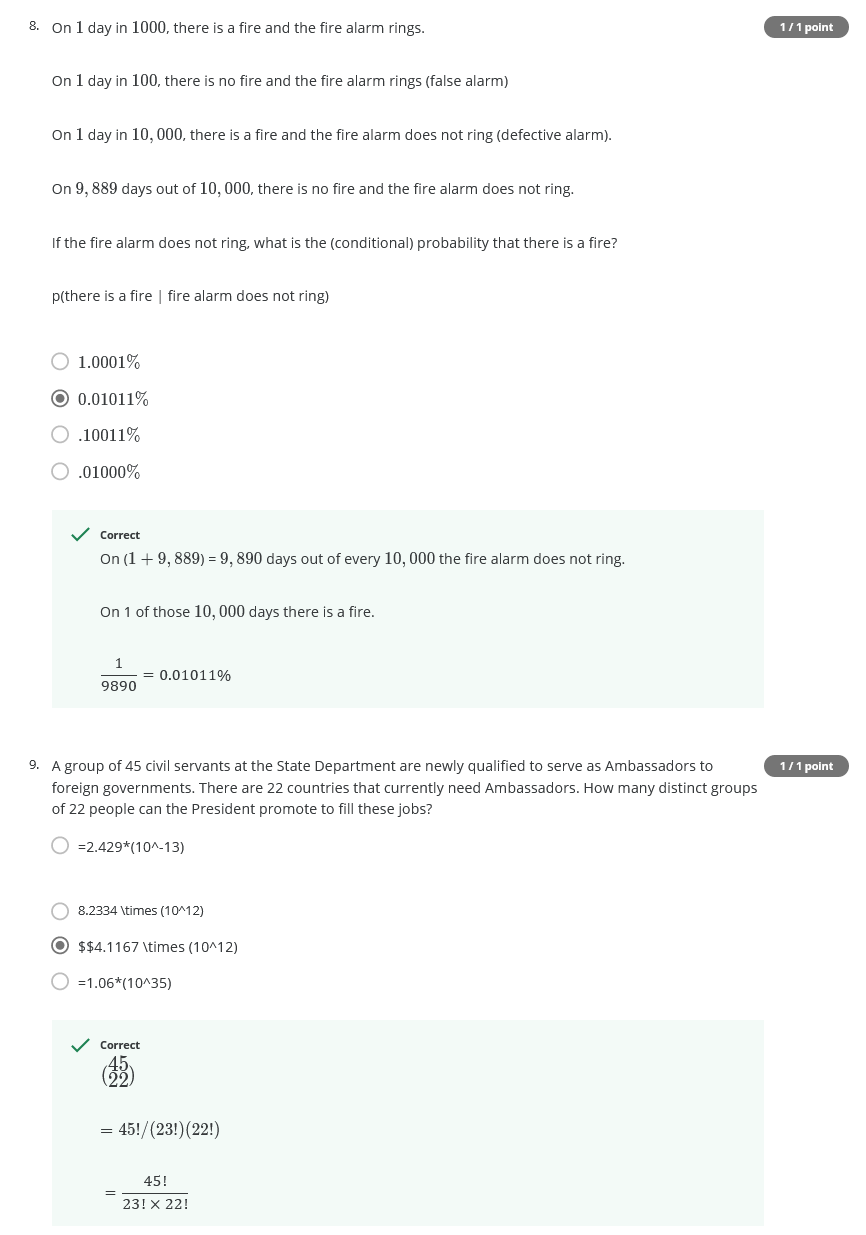 8. On 1 day in 1000, there is a fire and the fire alarm rings.
1 / 1 point
On 1 day in 100, there is no fire and the fire alarm rings (false alarm)
On 1 day in 10, 000, there is a fire and the fire alarm does not ring (defective alarm).
On 9, 889 days out of 10, 000, there is no fire and the fire alarm does not ring.
If the fire alarm does not ring, what is the (conditional) probability that there is a fire?
p(there is a fire | fire alarm does not ring)
1.0001%
0.01011%
.10011%
.01000%
Correct
On (1 + 9, 889) = 9, 890 days out of every 10, 000 the fire alarm does not ring.
On 1 of those 10, 000 days there is a fire.
1
9890
= 0.01011%
9. A group of 45 civil servants at the State Department are newly qualified to serve as Ambassadors to
1 / 1 point
foreign governments. There are 22 countries that currently need Ambassadors. How many distinct groups
of 22 people can the President promote to fill these jobs?
=2.429*(10^-13)
8.2334 \times (10^12)
$$4.1167 \times (10^12)
=1.06*(10^35)
Correct
(45
22)
= 45!/(23!)(22!)
45!
=
23! × 22!